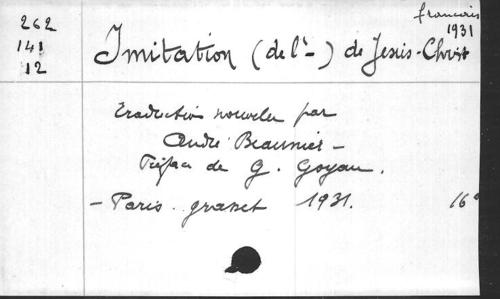 262
141
12
français
1931
Imitation (de l'-) de Jésus-Christ
traduction nouvelle par
André Beaunier -
Préface de G. Goyau.
- Paris. grasset 1931. 16°